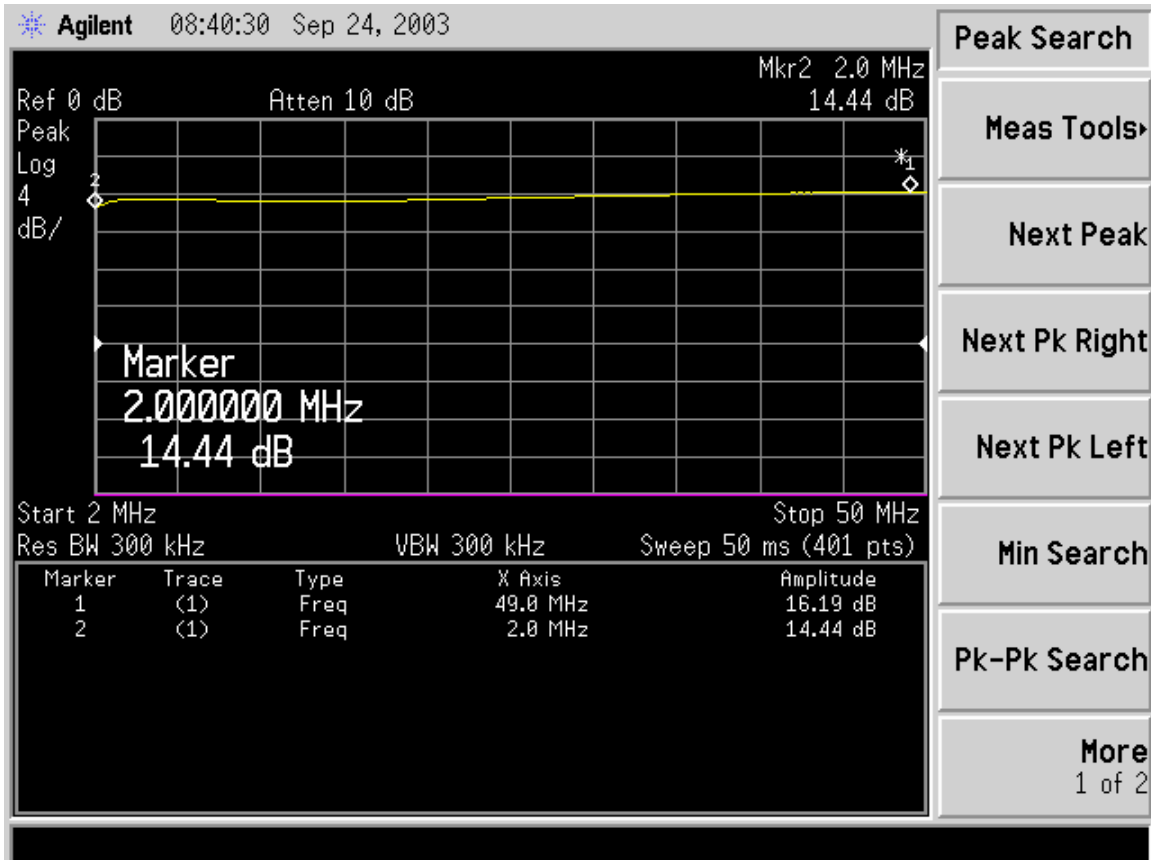 Agilent 08:40:30 Sep 24, 2003
Peak Search
Mkr2 2.0 MHz
Ref 0 dB Atten 10 dB 14.44 dB
Peak
Log
4
dB/
2
*1
Marker
2.000000 MHz
14.44 dB
Start 2 MHz Stop 50 MHz
Res BW 300 kHz VBW 300 kHz Sweep 50 ms (401 pts)
Marker Trace Type X Axis Amplitude
1 (1) Freq 49.0 MHz 16.19 dB
2 (1) Freq 2.0 MHz 14.44 dB
Meas Tools
Next Peak
Next Pk Right
Next Pk Left
Min Search
Pk-Pk Search
More
1 of 2